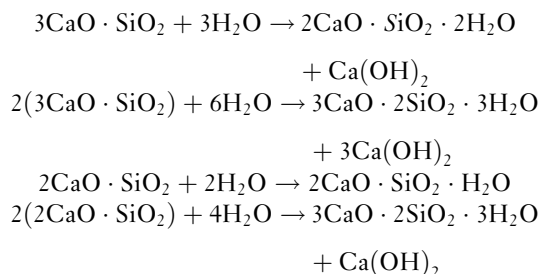 3CaO · SiO₂ + 3H₂O → 2CaO · SiO₂ · 2H₂O
+ Ca(OH)₂
2(3CaO · SiO₂) + 6H₂O → 3CaO · 2SiO₂ · 3H₂O
+ 3Ca(OH)₂
2CaO · SiO₂ + 2H₂O → 2CaO · SiO₂ · H₂O
2(2CaO · SiO₂) + 4H₂O → 3CaO · 2SiO₂ · 3H₂O
+ Ca(OH)₂